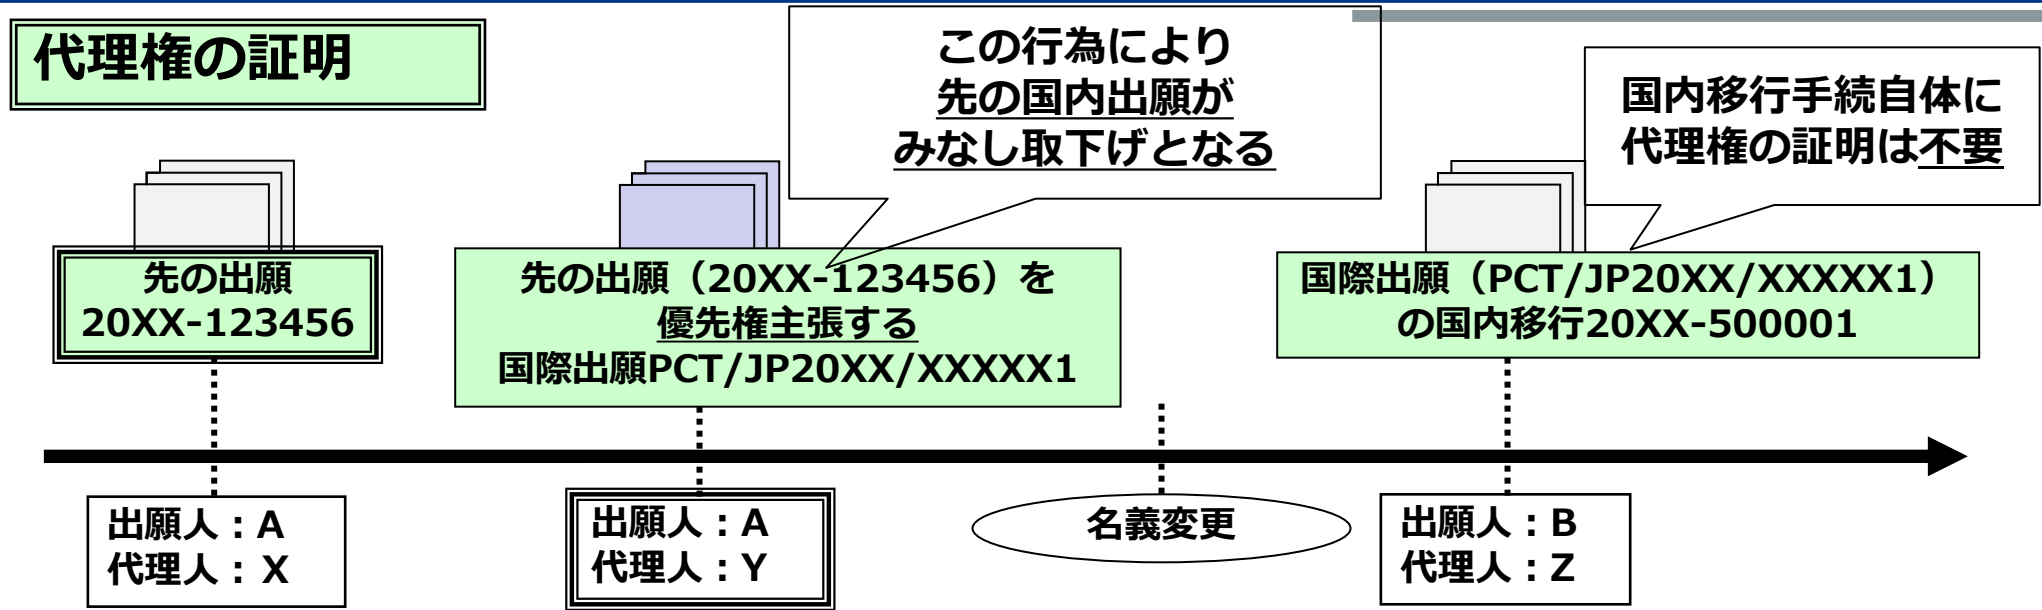 代理権の証明
この行為により
先の国内出願が
みなし取下げとなる
国内移行手続自体に
代理権の証明は不要
先の出願
20XX-123456
先の出願（20XX-123456）を
優先権主張する
国際出願PCT/JP20XX/XXXXX1
国際出願（PCT/JP20XX/XXXXX1）
の国内移行20XX-500001
出願人：A
代理人：X
出願人：A
代理人：Y
名義変更
出願人：B
代理人：Z